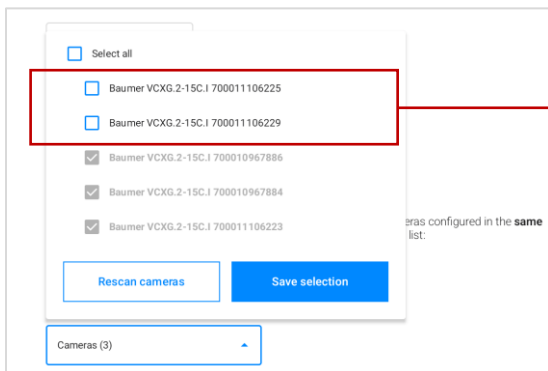 Select all
Baumer VCXG.2-15C.I 700011106225
Baumer VCXG.2-15C.I 700011106229
Baumer VCXG.2-15C.I 700010967886
Baumer VCXG.2-15C.I 700010967884
Baumer VCXG.2-15C.I 700011106223
eras configured in the same
list:
Rescan cameras
Save selection
Cameras (3)